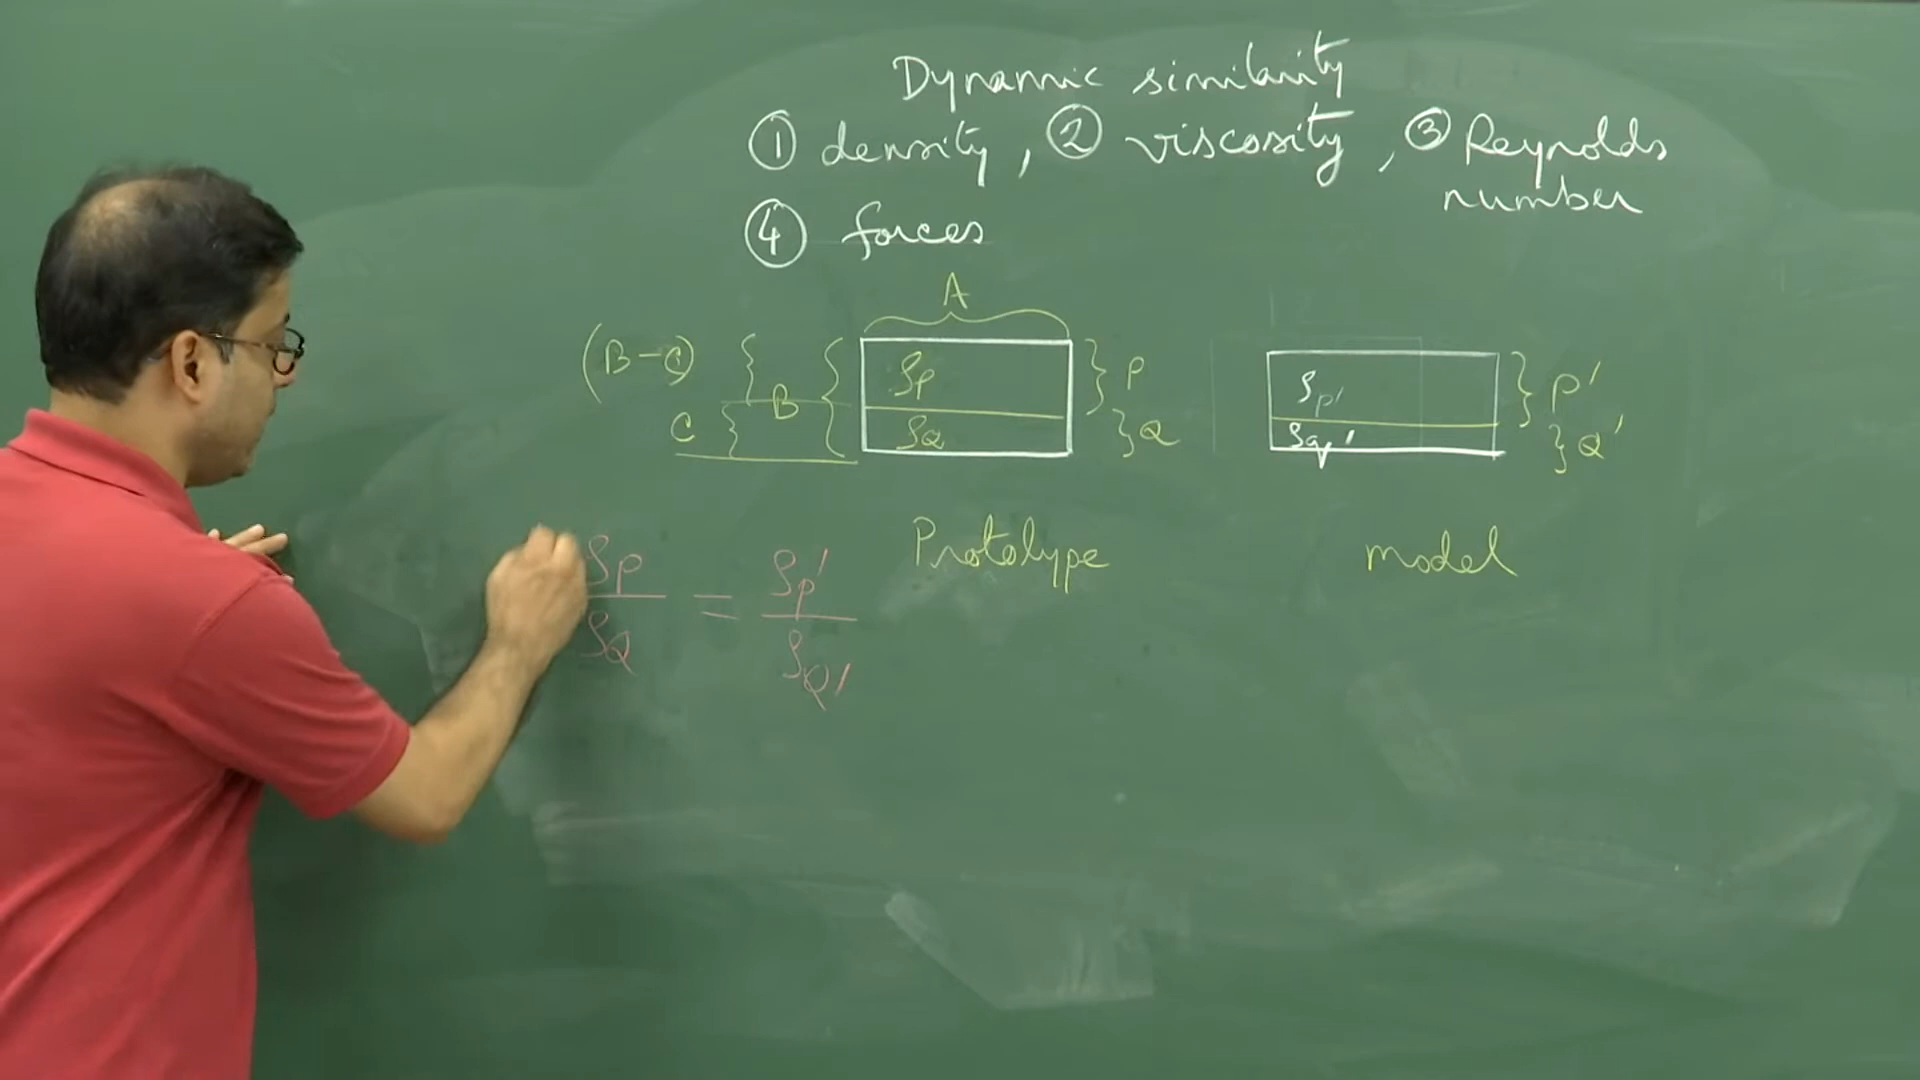 Dynamic similarity
① density, ② viscosity, ③ Reynolds
number
④ forces
A
(B-C) B ρP P ρP' P'
C ρQ Q ρQ' Q'
Prototype model
ρP/ρQ = ρP'/ρQ'